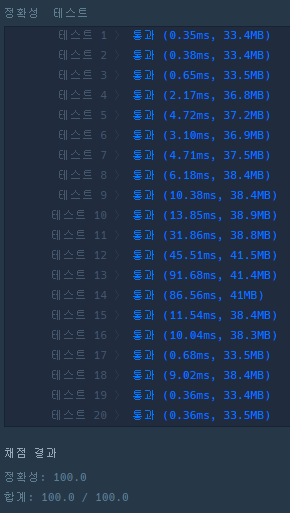 정확성 테스트
테스트 1 〉 통과 (0.35ms, 33.4MB)
테스트 2 〉 통과 (0.38ms, 33.4MB)
테스트 3 〉 통과 (0.65ms, 33.5MB)
테스트 4 〉 통과 (2.17ms, 36.8MB)
테스트 5 〉 통과 (4.72ms, 37.2MB)
테스트 6 〉 통과 (3.10ms, 36.9MB)
테스트 7 〉 통과 (4.71ms, 37.5MB)
테스트 8 〉 통과 (6.18ms, 38.4MB)
테스트 9 〉 통과 (10.38ms, 38.4MB)
테스트 10 〉 통과 (13.85ms, 38.9MB)
테스트 11 〉 통과 (31.86ms, 38.8MB)
테스트 12 〉 통과 (45.51ms, 41.5MB)
테스트 13 〉 통과 (91.68ms, 41.4MB)
테스트 14 〉 통과 (86.56ms, 41MB)
테스트 15 〉 통과 (11.54ms, 38.4MB)
테스트 16 〉 통과 (10.04ms, 38.3MB)
테스트 17 〉 통과 (0.68ms, 33.5MB)
테스트 18 〉 통과 (9.02ms, 38.4MB)
테스트 19 〉 통과 (0.36ms, 33.4MB)
테스트 20 〉 통과 (0.36ms, 33.5MB)
채점 결과
정확성: 100.0
합계: 100.0 / 100.0